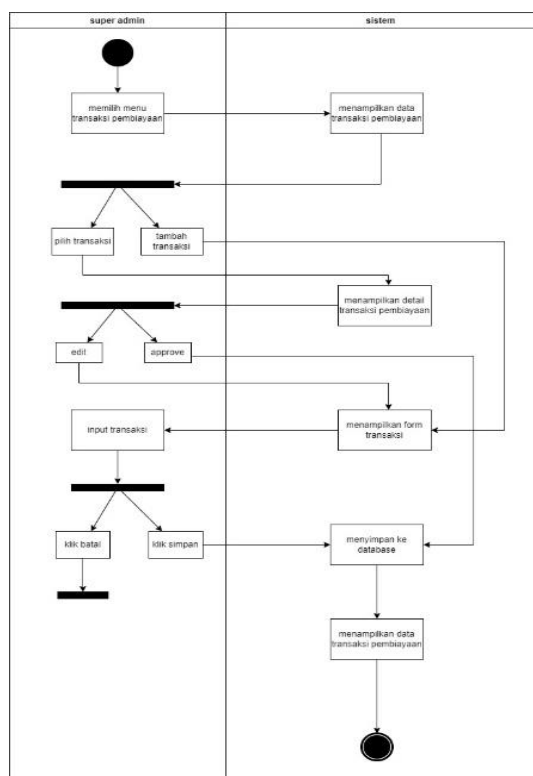 super admin
sistem
memilih menu
transaksi pembiayaan
menampilkan data
transaksi pembiayaan
pilih transaksi
tambah
transaksi
menampilkan detail
transaksi pembiayaan
edit
approve
input transaksi
menampilkan form
transaksi
klik batal
klik simpan
menyimpan ke
database
menampilkan data
transaksi pembiayaan